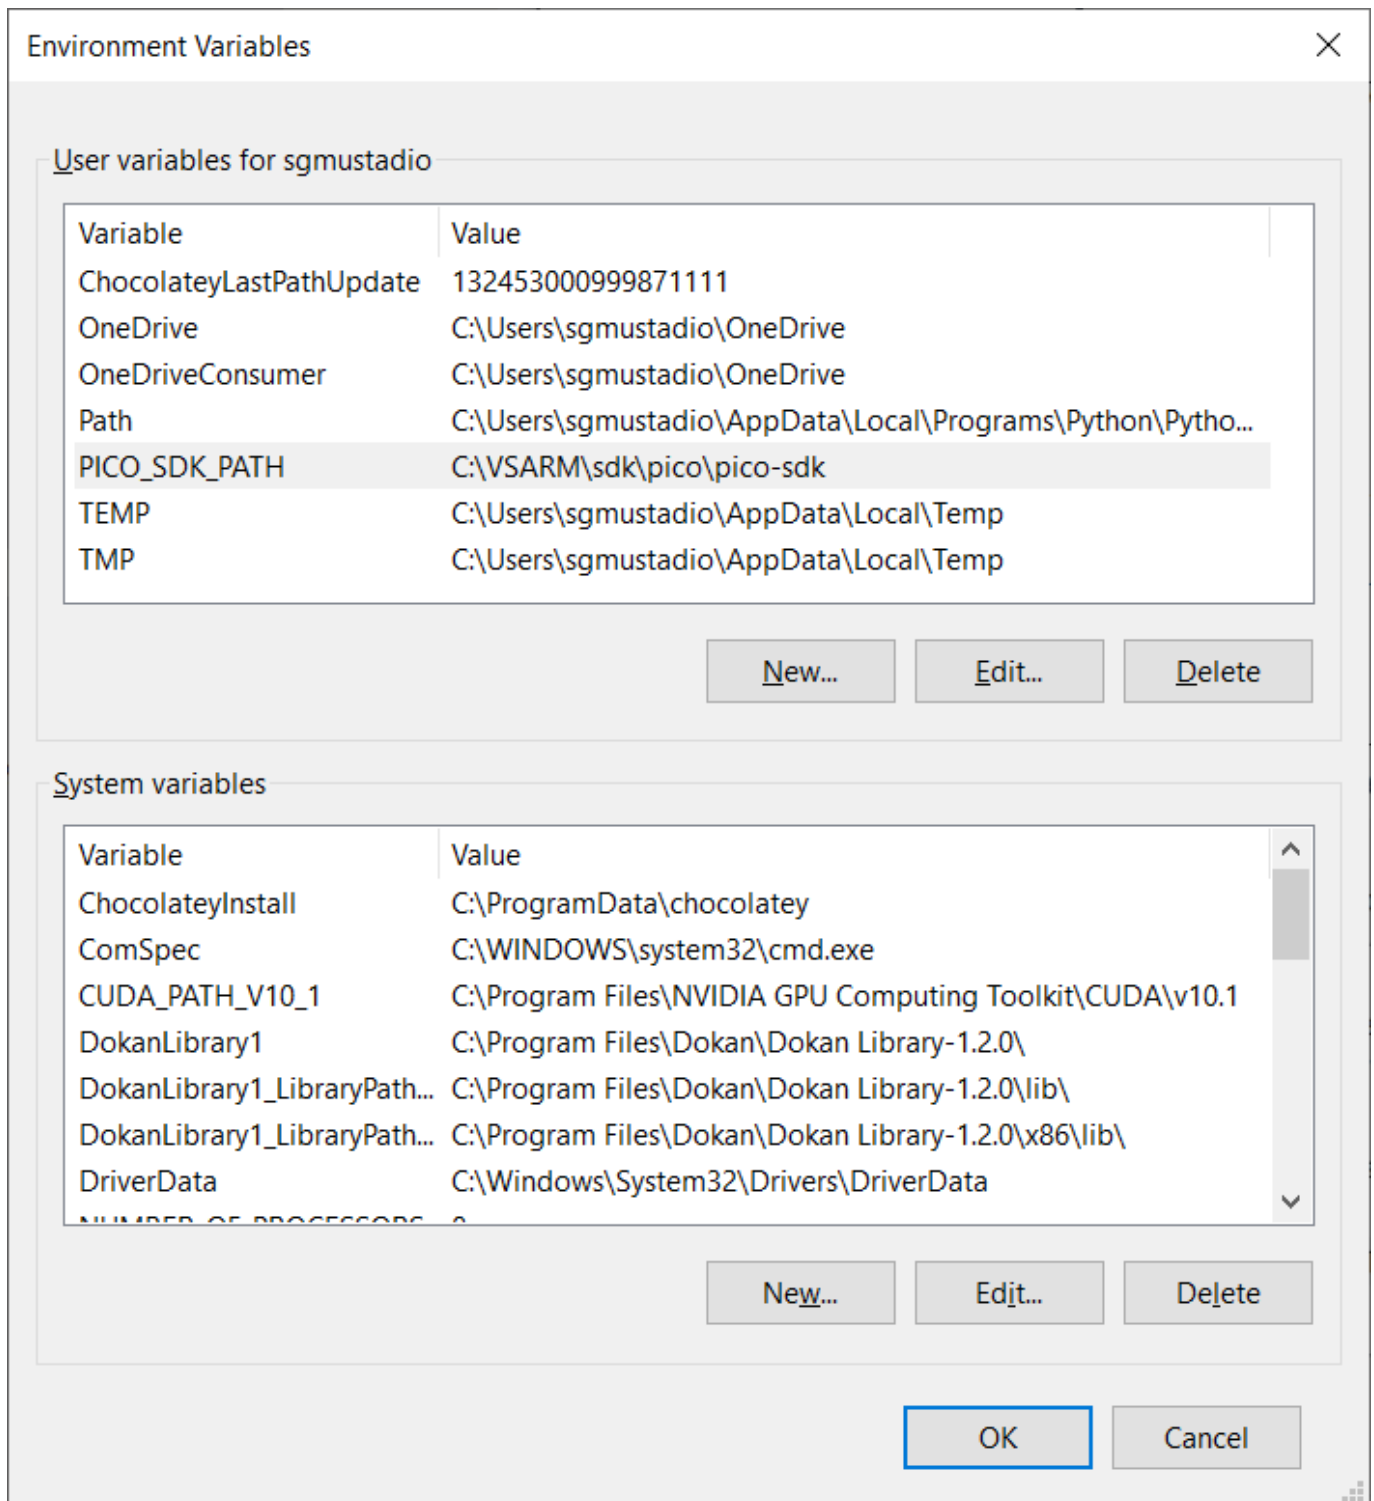 Environment Variables
User variables for sgmustadio
Variable Value
ChocolateyLastPathUpdate 132453000999871111
OneDrive C:\Users\sgmustadio\OneDrive
OneDriveConsumer C:\Users\sgmustadio\OneDrive
Path C:\Users\sgmustadio\AppData\Local\Programs\Python\Pytho...
PICO_SDK_PATH C:\VSARM\sdk\pico\pico-sdk
TEMP C:\Users\sgmustadio\AppData\Local\Temp
TMP C:\Users\sgmustadio\AppData\Local\Temp
New... Edit... Delete
System variables
Variable Value
ChocolateyInstall C:\ProgramData\chocolatey
ComSpec C:\WINDOWS\system32\cmd.exe
CUDA_PATH_V10_1 C:\Program Files\NVIDIA GPU Computing Toolkit\CUDA\v10.1
DokanLibrary1 C:\Program Files\Dokan\Dokan Library-1.2.0\
DokanLibrary1_LibraryPath... C:\Program Files\Dokan\Dokan Library-1.2.0\lib\
DokanLibrary1_LibraryPath... C:\Program Files\Dokan\Dokan Library-1.2.0\x86\lib\
DriverData C:\Windows\System32\Drivers\DriverData
NUMBER_OF_PROCESSORS
New... Edit... Delete
OK Cancel